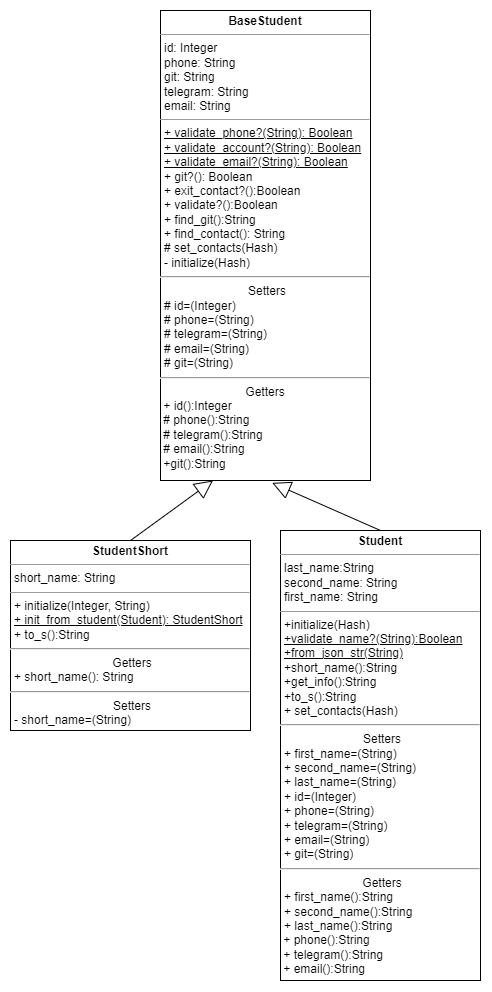 BaseStudent
id: Integer
phone: String
git: String
telegram: String
email: String
+ validate_phone?(String): Boolean
+ validate_account?(String): Boolean
+ validate_email?(String): Boolean
+ git?(): Boolean
+ exit_contact?():Boolean
+ validate?():Boolean
+ find_git():String
+ find_contact(): String
# set_contacts(Hash)
- initialize(Hash)
Setters
# id=(Integer)
# phone=(String)
# telegram=(String)
# email=(String)
# git=(String)
Getters
+ id():Integer
# phone():String
# telegram():String
# email():String
+git():String
StudentShort
short_name: String
+ initialize(Integer, String)
+ init_from_student(Student): StudentShort
+ to_s():String
Getters
+ short_name(): String
Setters
- short_name=(String)
Student
last_name:String
second_name: String
first_name: String
+initialize(Hash)
+validate_name?(String):Boolean
+from_json_str(String)
+short_name():String
+get_info():String
+to_s():String
+ set_contacts(Hash)
Setters
+ first_name=(String)
+ second_name=(String)
+ last_name=(String)
+ id=(Integer)
+ phone=(String)
+ telegram=(String)
+ email=(String)
+ git=(String)
Getters
+ first_name():String
+ second_name():String
+ last_name():String
+ phone():String
+ telegram():String
+ email():String